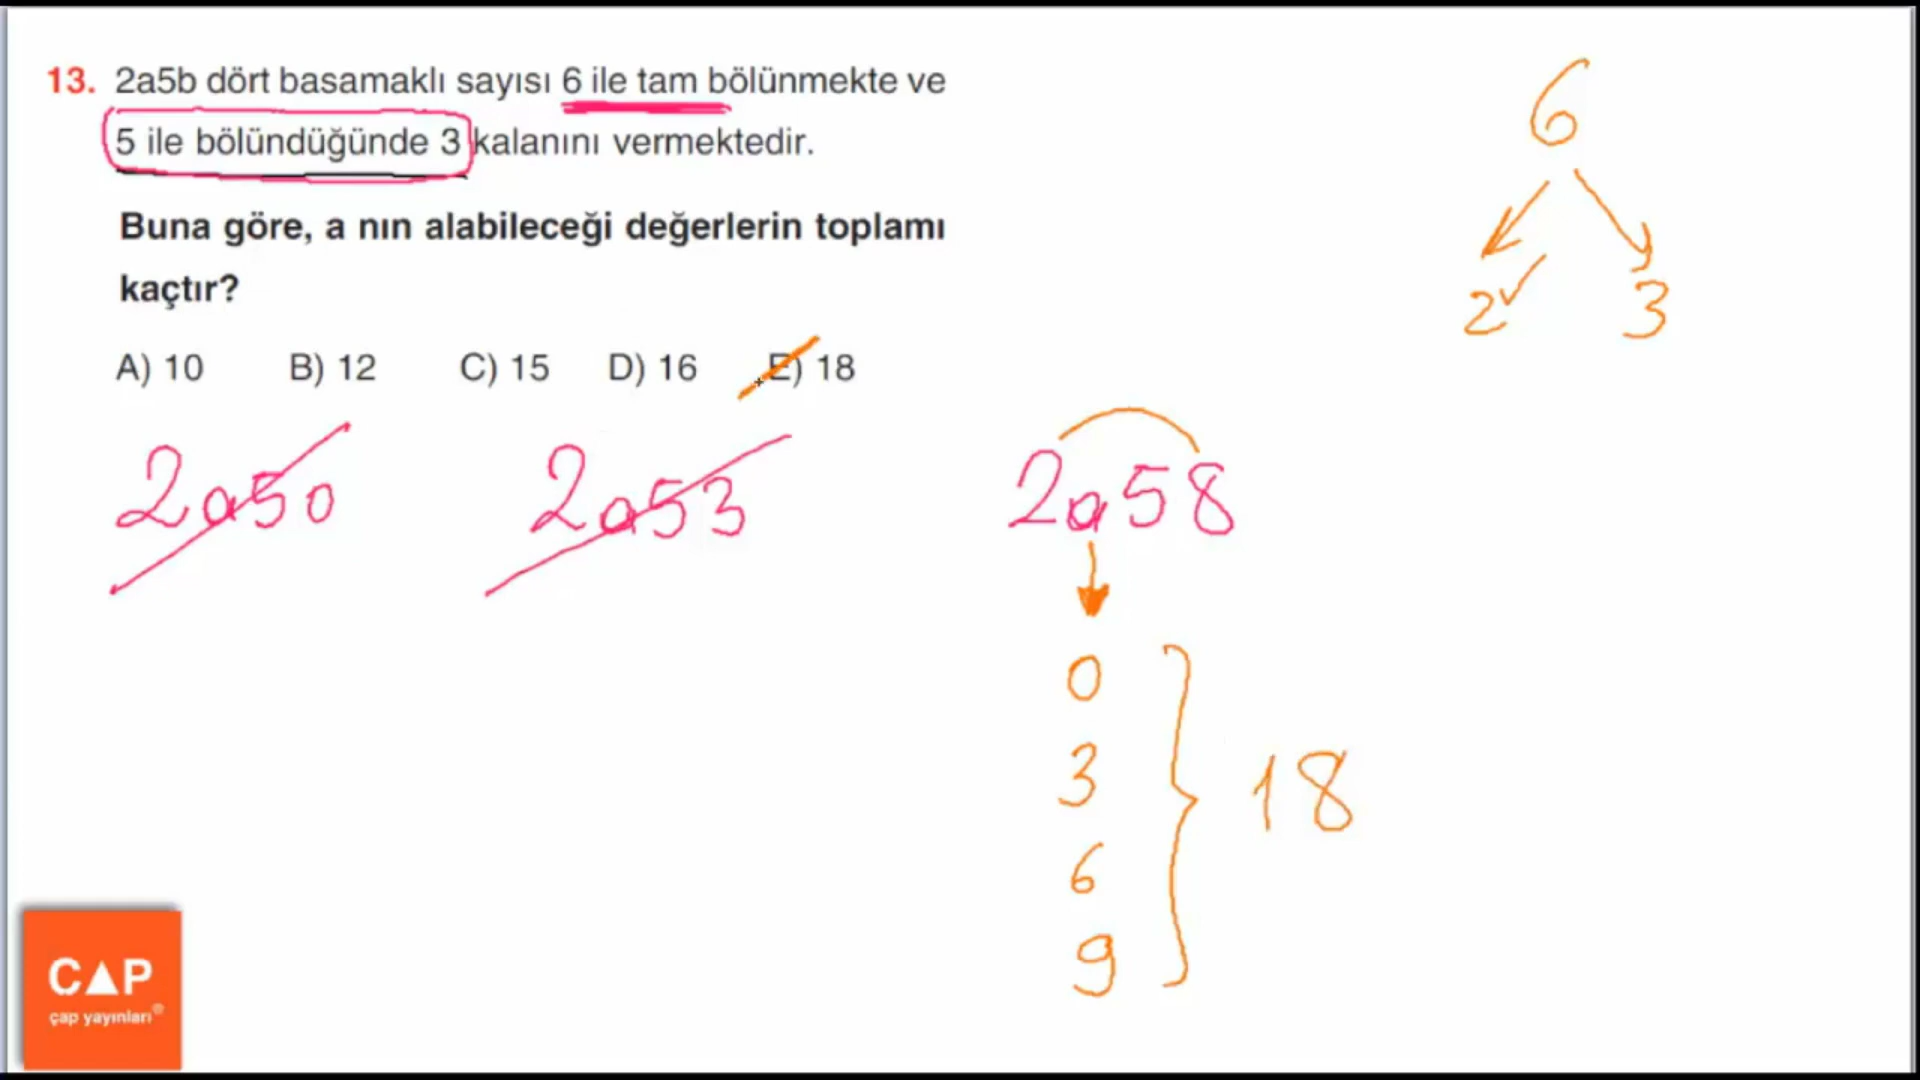 13. 2a5b dört basamaklı sayısı 6 ile tam bölünmekte ve
5 ile bölündüğünde 3 kalanını vermektedir.
Buna göre, a nın alabileceği değerlerin toplamı
kaçtır?
A) 10 B) 12 C) 15 D) 16 E) 18
6
2 3
2a50 2a53 2a58
0
3
6
9
18
CAP
çap yayınları®